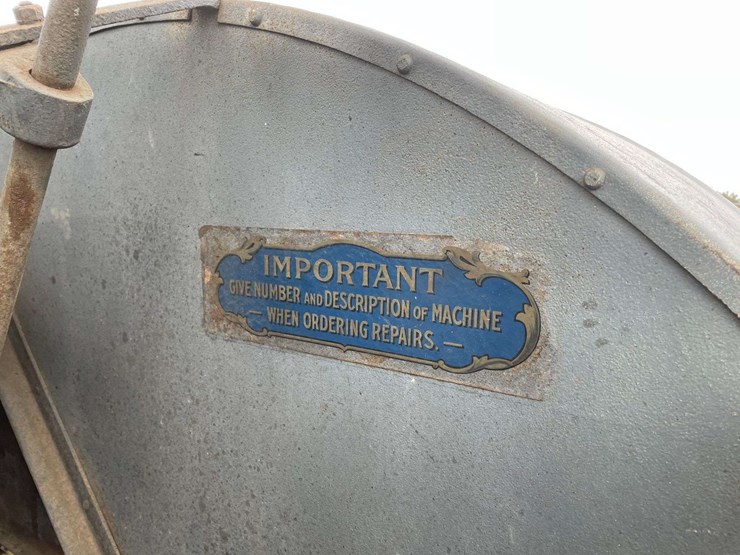 IMPORTANT
GIVE NUMBER AND DESCRIPTION OF MACHINE
— WHEN ORDERING REPAIRS. —